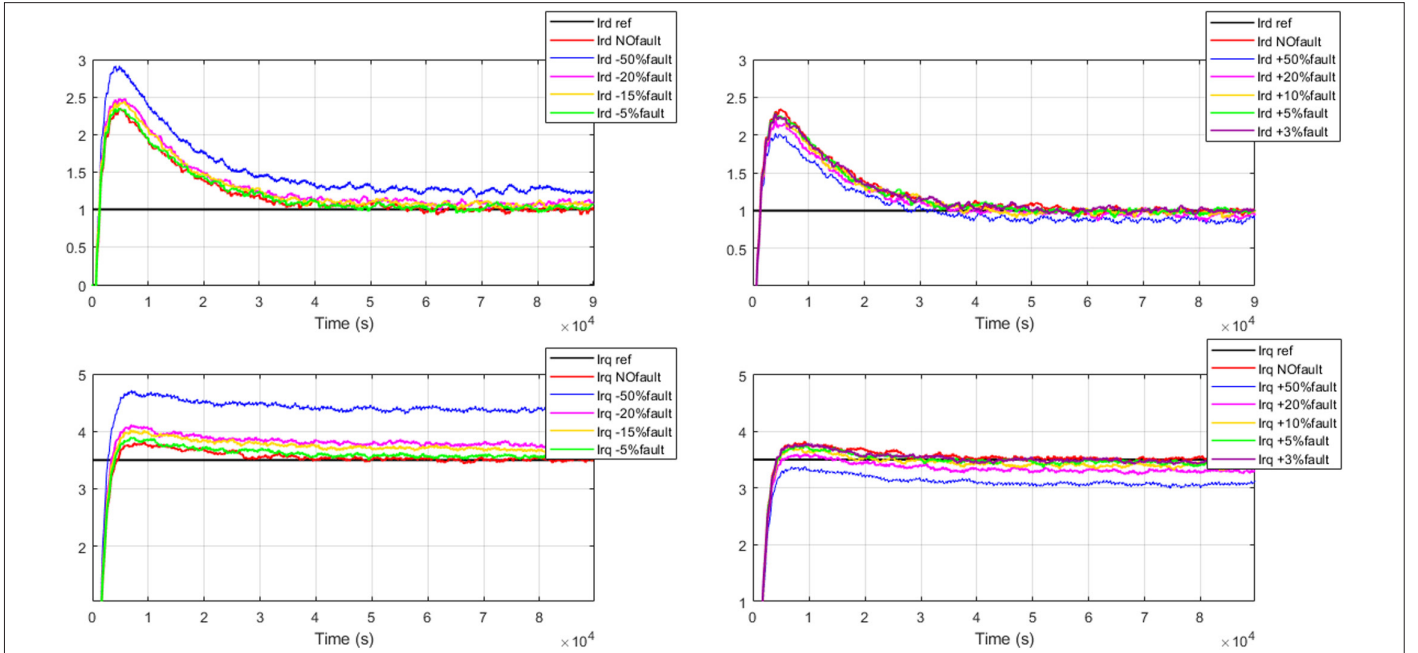 Ird ref
Ird NOfault
Ird -50%fault
Ird -20%fault
Ird -15%fault
Ird -5%fault
3
2.5
2
1.5
1
0.5
0
0 1 2 3 4 5 6 7 8 9
Time (s)
×10^4
Ird ref
Ird NOfault
Ird +50%fault
Ird +20%fault
Ird +10%fault
Ird +5%fault
Ird +3%fault
3
2.5
2
1.5
1
0.5
0 1 2 3 4 5 6 7 8 9
Time (s)
×10^4
Irq ref
Irq NOfault
Irq -50%fault
Irq -20%fault
Irq -15%fault
Irq -5%fault
5
4
3
2
0 1 2 3 4 5 6 7 8 9
Time (s)
×10^4
Irq ref
Irq NOfault
Irq +50%fault
Irq +20%fault
Irq +10%fault
Irq +5%fault
Irq +3%fault
5
4
3
2
1
0 1 2 3 4 5 6 7 8 9
Time (s)
×10^4